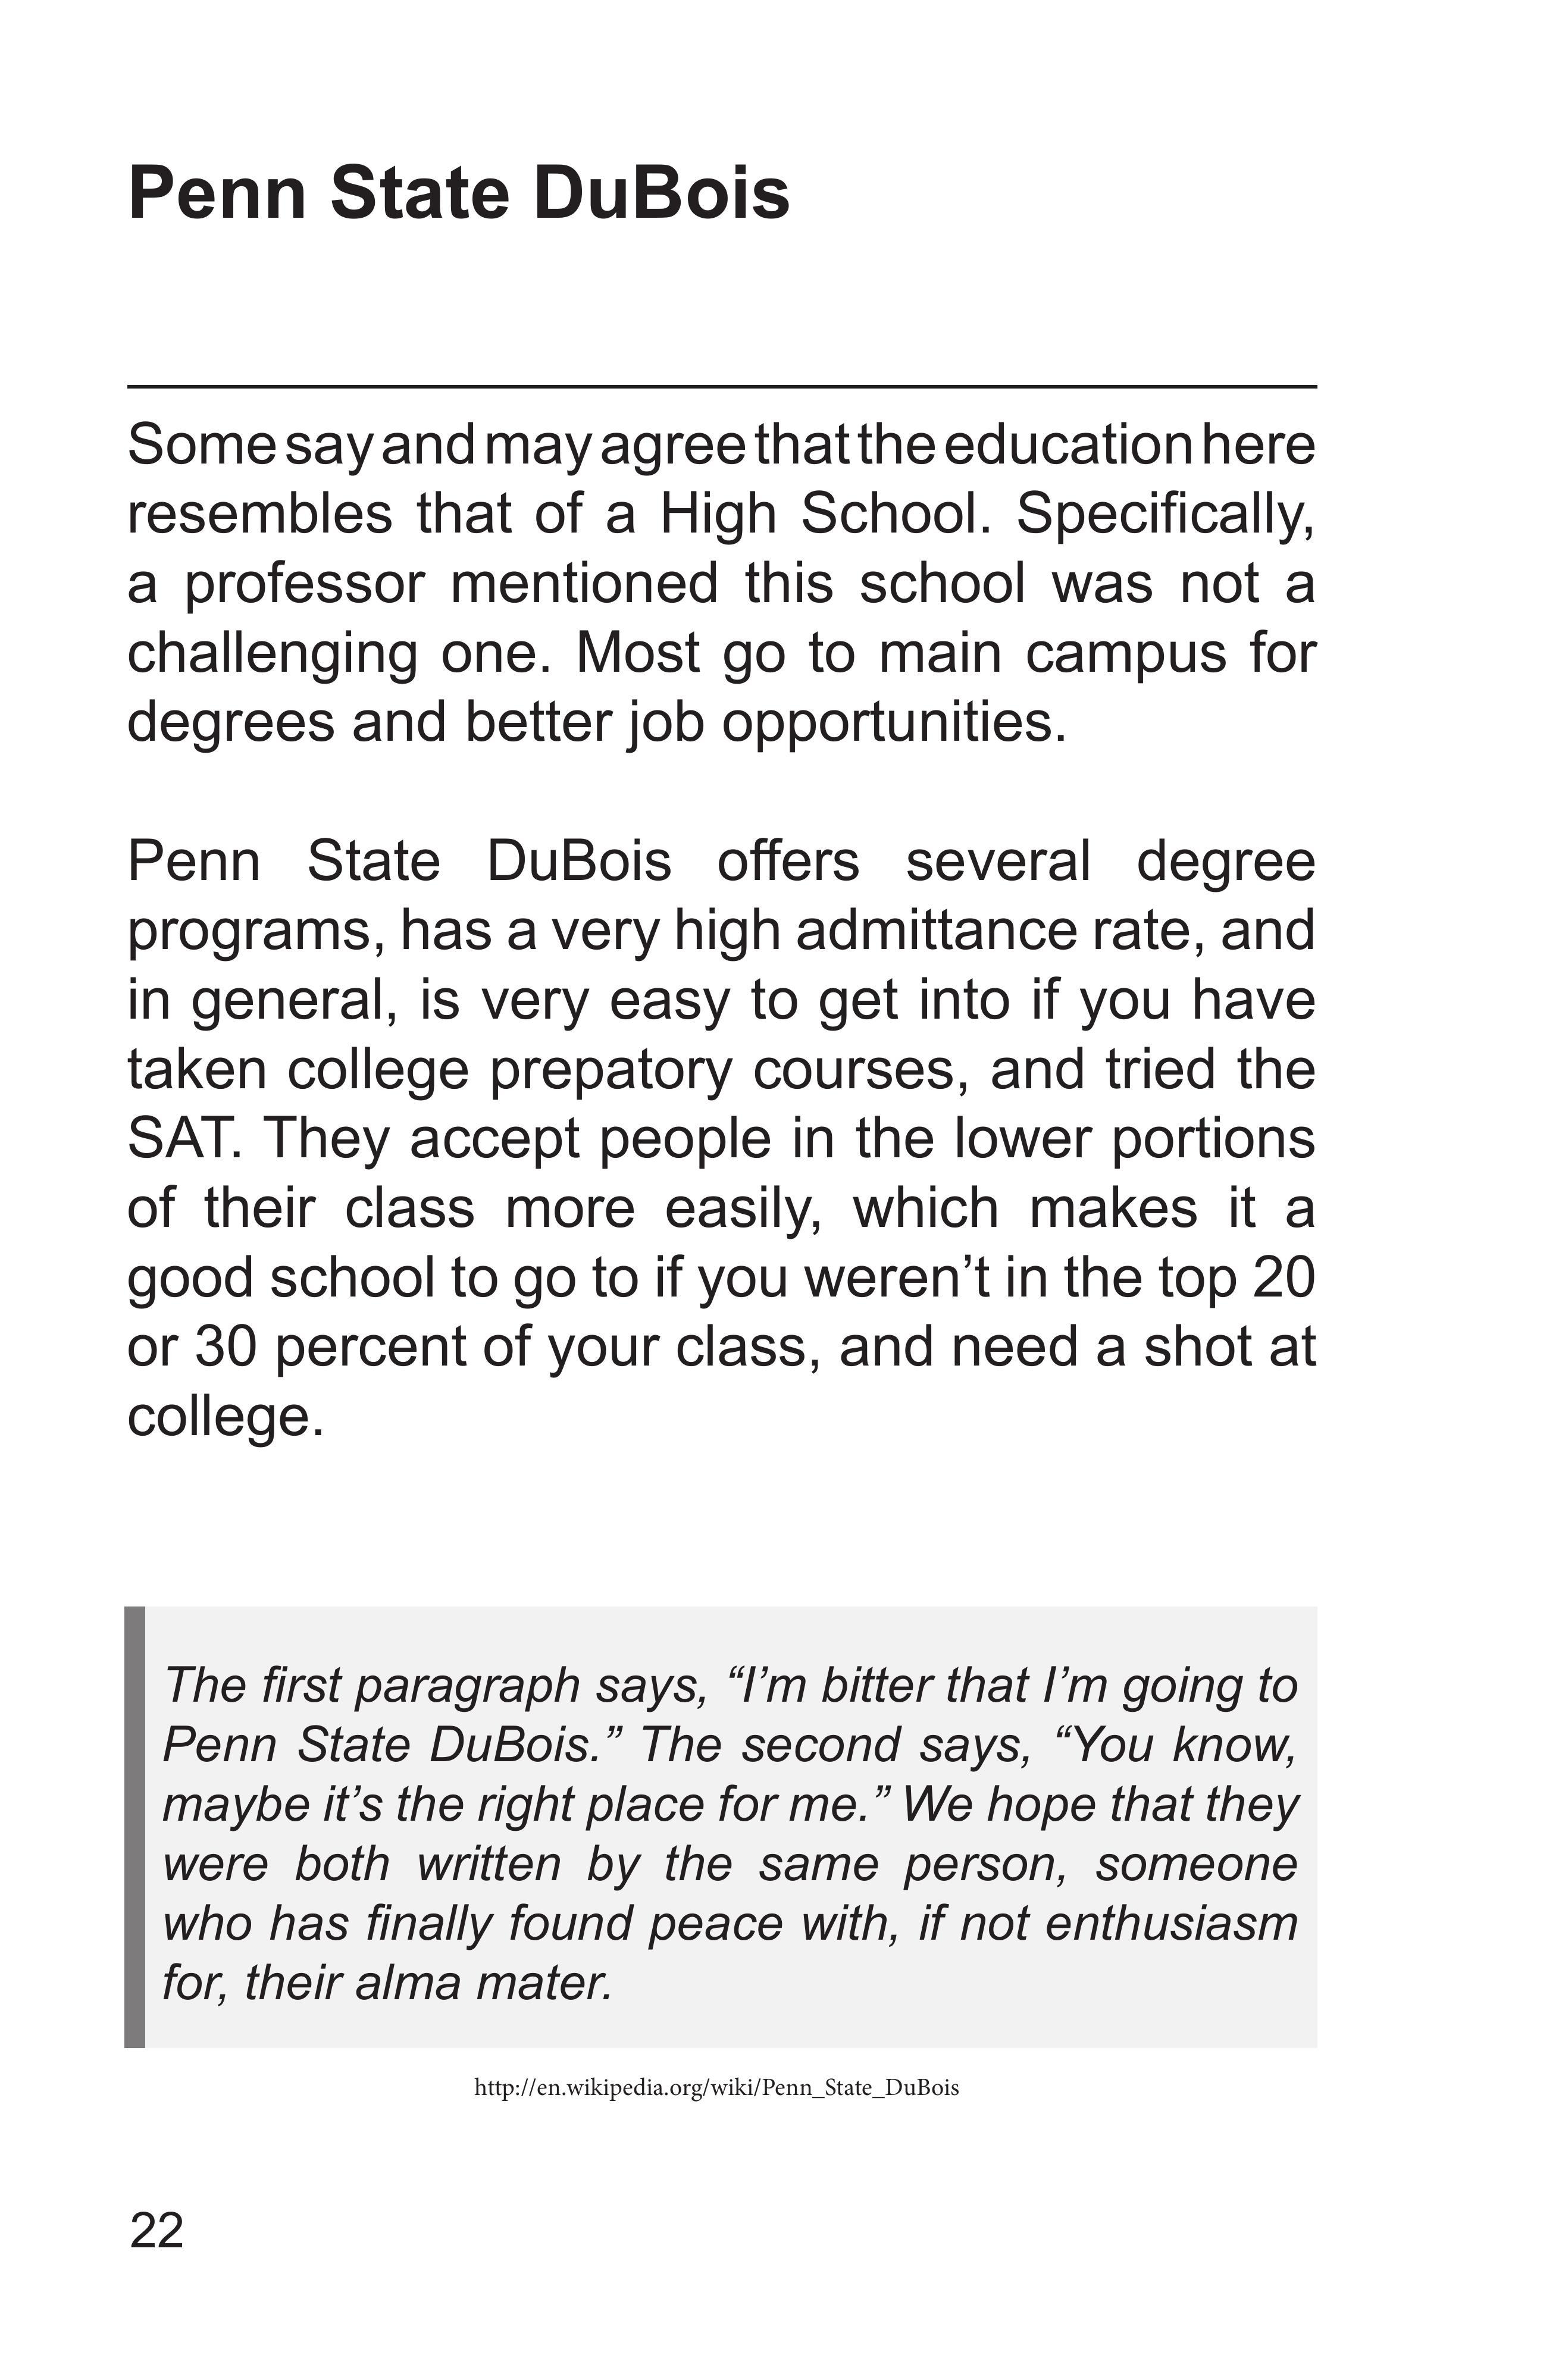 Penn State DuBois
Some say and may agree that the education here
resembles that of a High School. Specifically,
a professor mentioned this school was not a
challenging one. Most go to main campus for
degrees and better job opportunities.
Penn State DuBois offers several degree
programs, has a very high admittance rate, and
in general, is very easy to get into if you have
taken college prepatory courses, and tried the
SAT. They accept people in the lower portions
of their class more easily, which makes it a
good school to go to if you weren’t in the top 20
or 30 percent of your class, and need a shot at
college.
The first paragraph says, “I’m bitter that I’m going to
Penn State DuBois.” The second says, “You know,
maybe it’s the right place for me.” We hope that they
were both written by the same person, someone
who has finally found peace with, if not enthusiasm
for, their alma mater.
http://en.wikipedia.org/wiki/Penn_State_DuBois
22